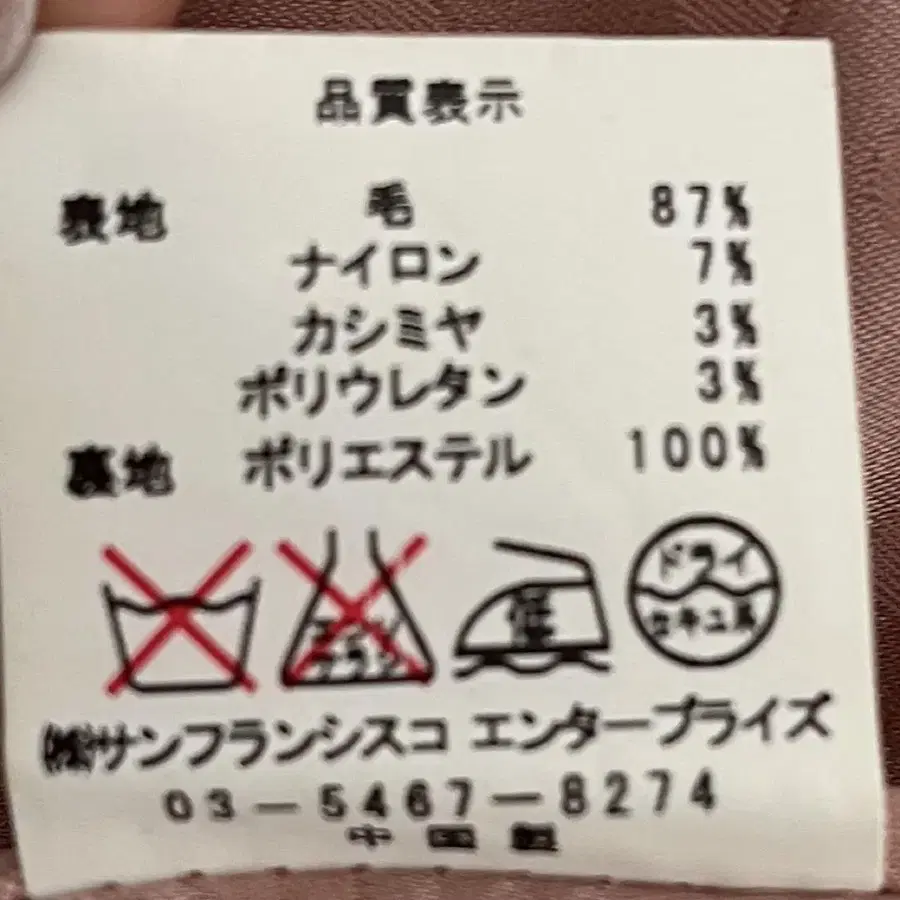 品質表示
表地 毛 87%
ナイロン 7%
カシミヤ 3%
ポリウレタン 3%
裏地 ポリエステル 100%
低 ドライ
セキユ系
㈱サンフランシスコ エンタープライズ
03-5467-8274
中国製